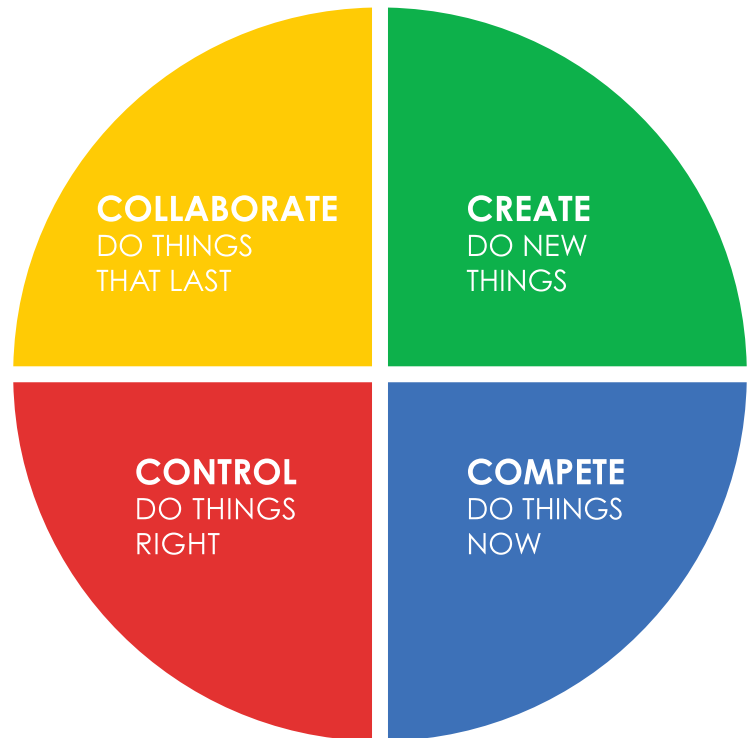 COLLABORATE
DO THINGS
THAT LAST
CREATE
DO NEW
THINGS
CONTROL
DO THINGS
RIGHT
COMPETE
DO THINGS
NOW